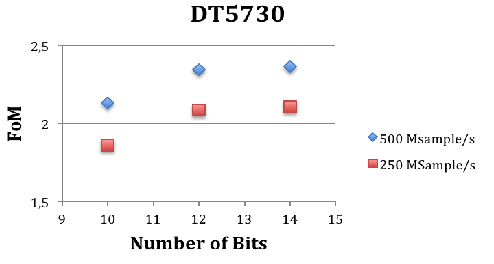 DT5730
2,5
2
1,5
FoM
9 10 11 12 13 14 15
Number of Bits
500 Msample/s
250 MSample/s